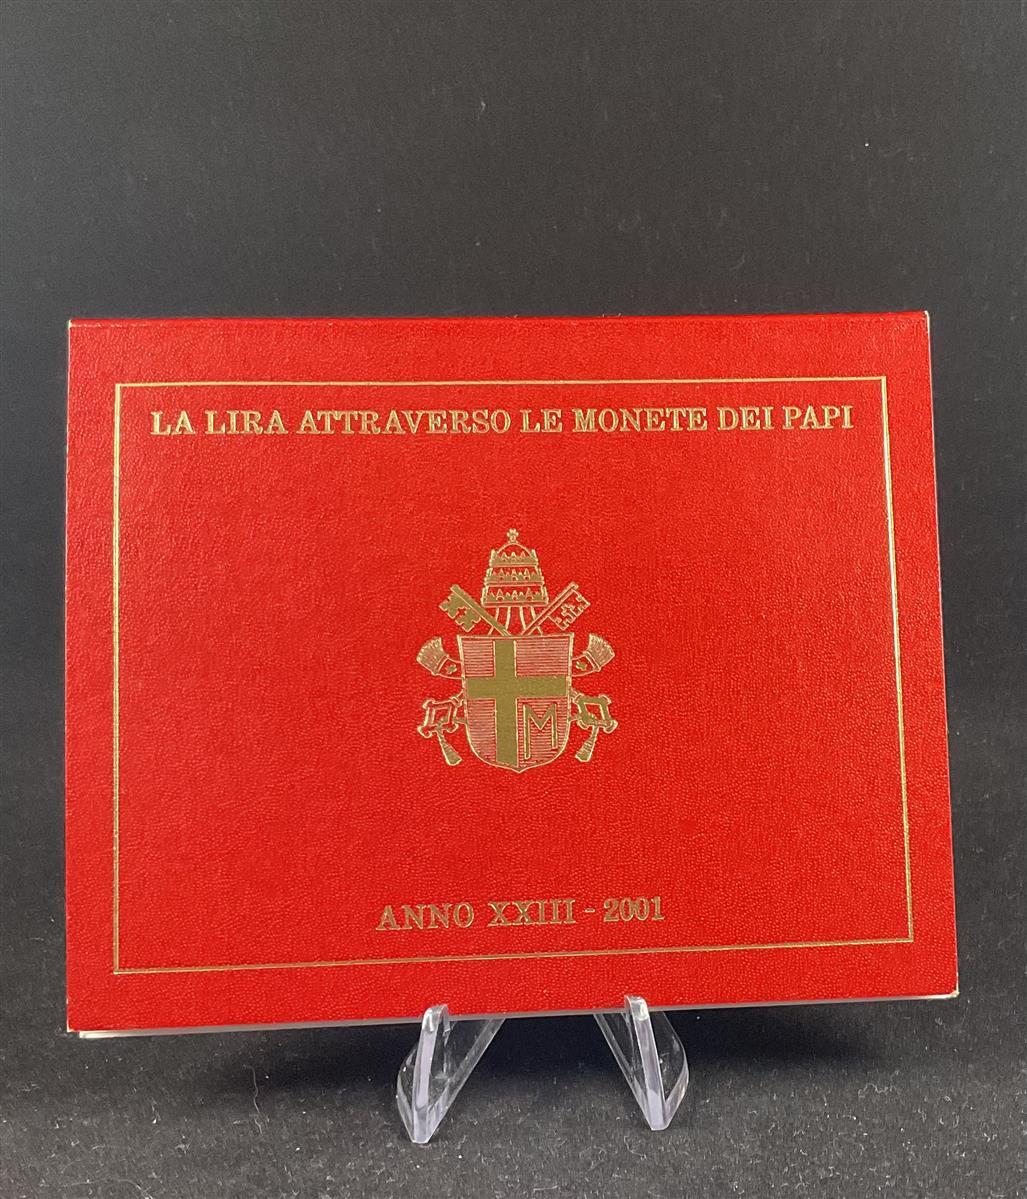 LA LIRA ATTRAVERSO LE MONETE DEI PAPI
M
ANNO XXIII - 2001